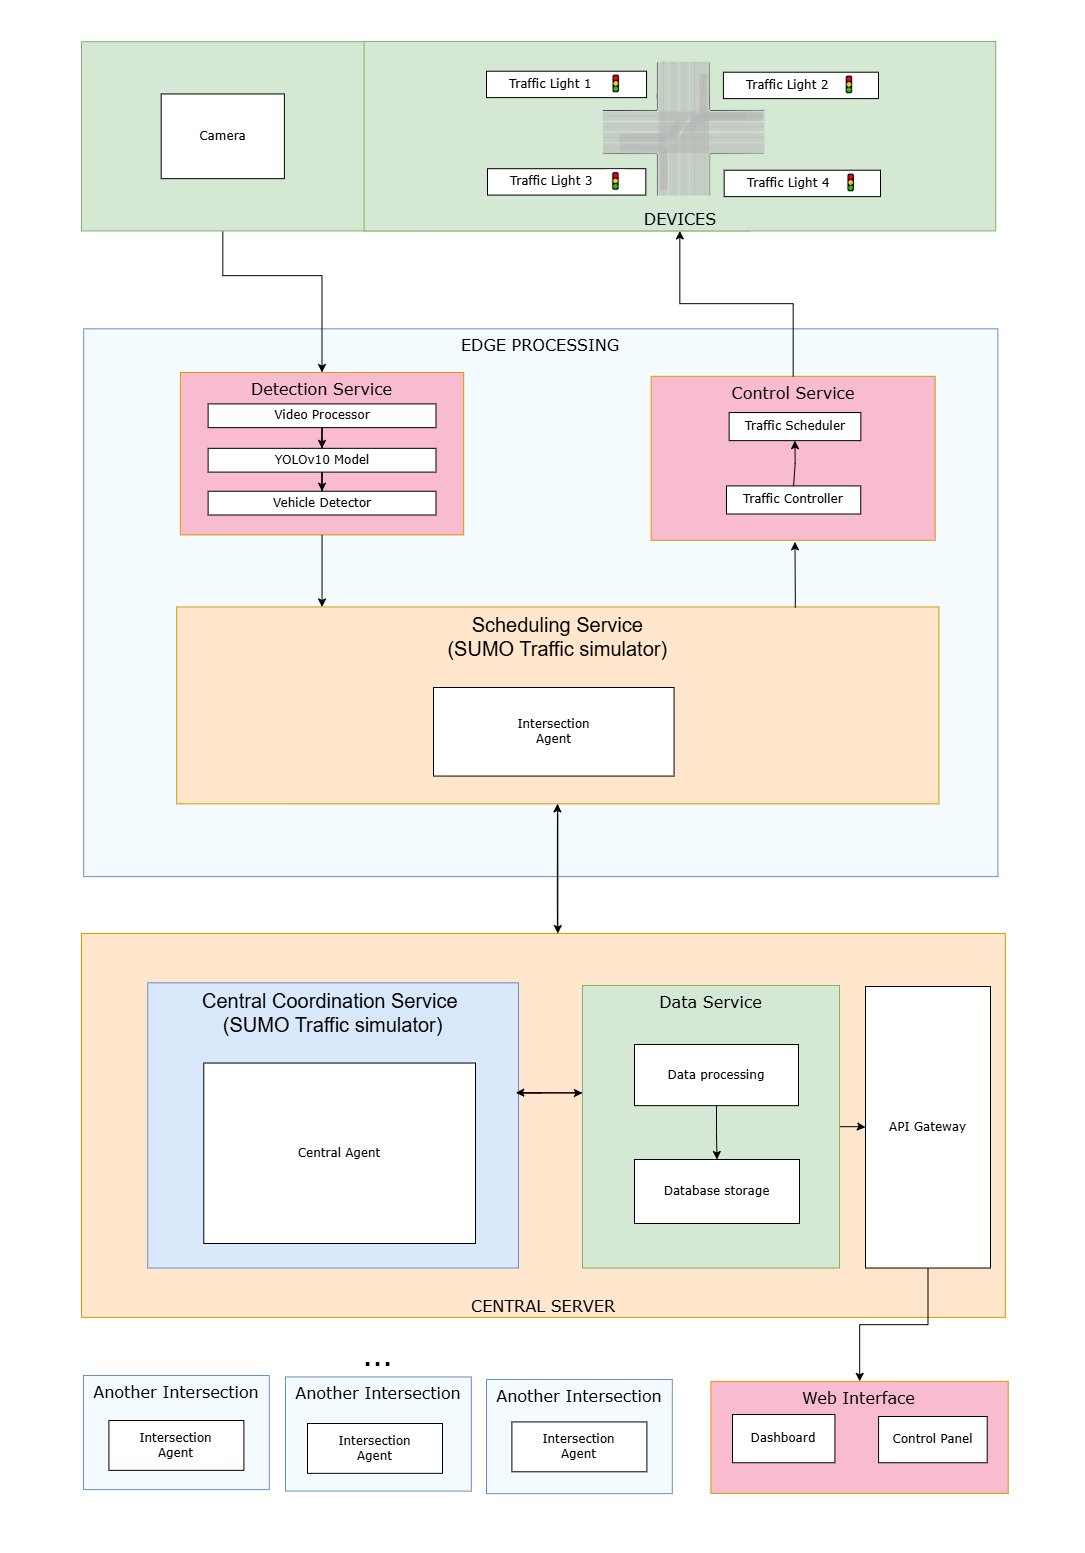 Camera
Traffic Light 1
Traffic Light 2
Traffic Light 3
Traffic Light 4
DEVICES
EDGE PROCESSING
Detection Service
Video Processor
YOLOv10 Model
Vehicle Detector
Control Service
Traffic Scheduler
Traffic Controller
Scheduling Service
(SUMO Traffic simulator)
Intersection
Agent
Central Coordination Service
(SUMO Traffic simulator)
Central Agent
Data Service
Data processing
Database storage
API Gateway
CENTRAL SERVER
...
Another Intersection
Intersection
Agent
Another Intersection
Intersection
Agent
Another Intersection
Intersection
Agent
Web Interface
Dashboard
Control Panel